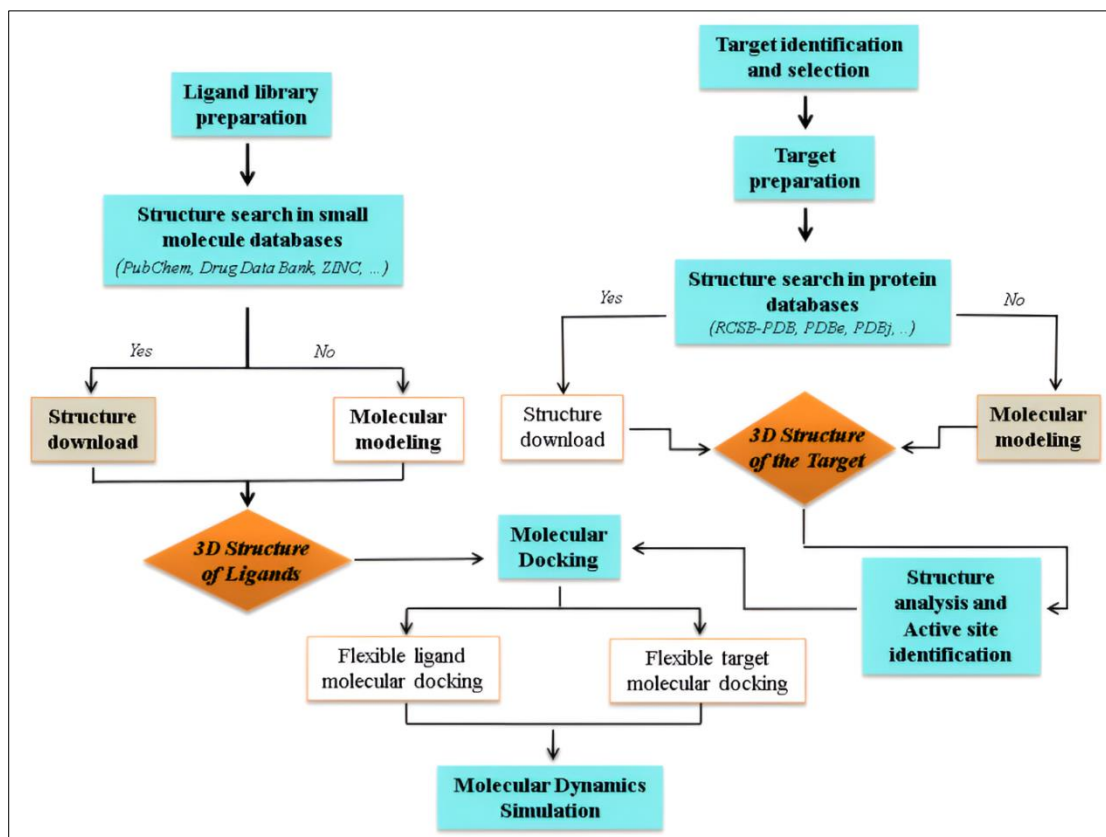 Ligand library
preparation
Structure search in small
molecule databases
(PubChem, Drug Data Bank, ZINC, ...)
Yes
No
Structure
download
Molecular
modeling
3D Structure
of Ligands
Target identification
and selection
Target
preparation
Structure search in protein
databases
(RCSB-PDB, PDBe, PDBj, ..)
Yes
No
Structure
download
3D Structure
of the Target
Molecular
modeling
Structure
analysis and
Active site
identification
Molecular
Docking
Flexible ligand
molecular docking
Flexible target
molecular docking
Molecular Dynamics
Simulation